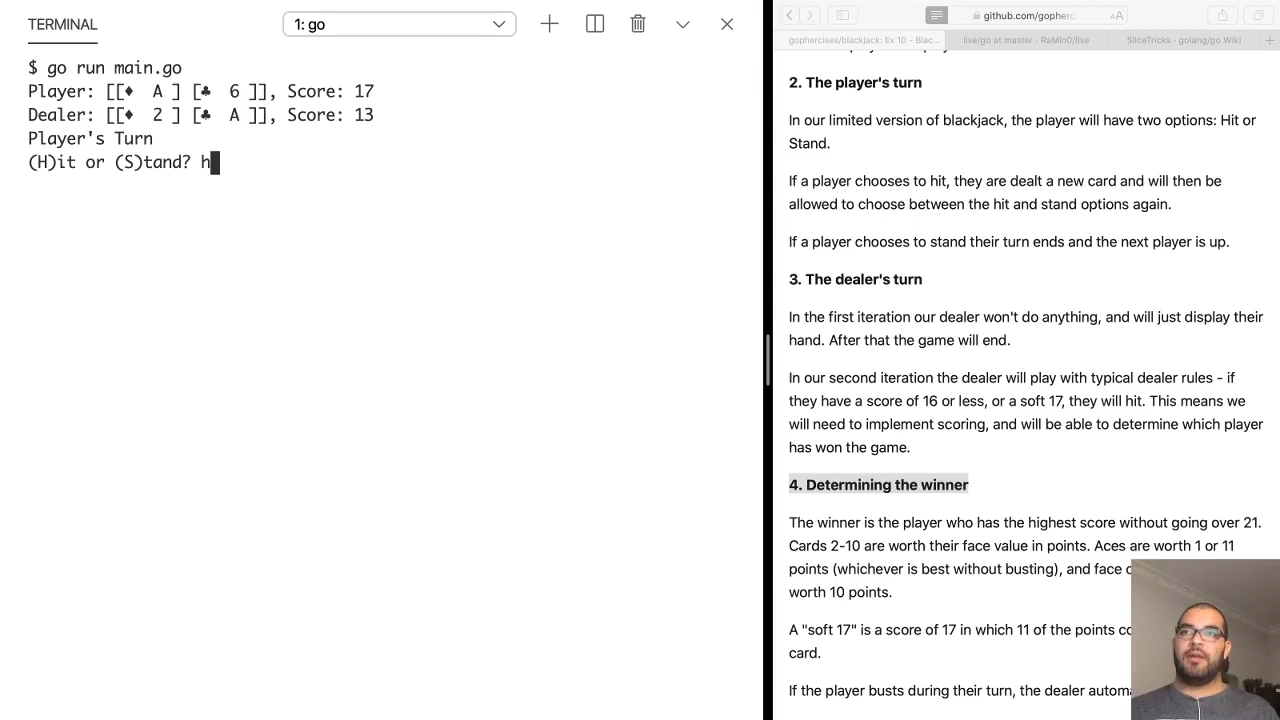 TERMINAL
1: go
$ go run main.go
Player: [[♦ A ] [♣ 6 ]], Score: 17
Dealer: [[♦ 2 ] [♣ A ]], Score: 13
Player's Turn
(H)it or (S)tand? h
github.com/gopherc
AA
gophercises/blackjack: Ex 10 - Blac...
live/go at master · RaMin0/live
SliceTricks · golang/go Wiki
2. The player's turn
In our limited version of blackjack, the player will have two options: Hit or
Stand.
If a player chooses to hit, they are dealt a new card and will then be
allowed to choose between the hit and stand options again.
If a player chooses to stand their turn ends and the next player is up.
3. The dealer's turn
In the first iteration our dealer won't do anything, and will just display their
hand. After that the game will end.
In our second iteration the dealer will play with typical dealer rules - if
they have a score of 16 or less, or a soft 17, they will hit. This means we
will need to implement scoring, and will be able to determine which player
has won the game.
4. Determining the winner
The winner is the player who has the highest score without going over 21.
Cards 2-10 are worth their face value in points. Aces are worth 1 or 11
points (whichever is best without busting), and face
worth 10 points.
A "soft 17" is a score of 17 in which 11 of the points
card.
If the player busts during their turn, the dealer